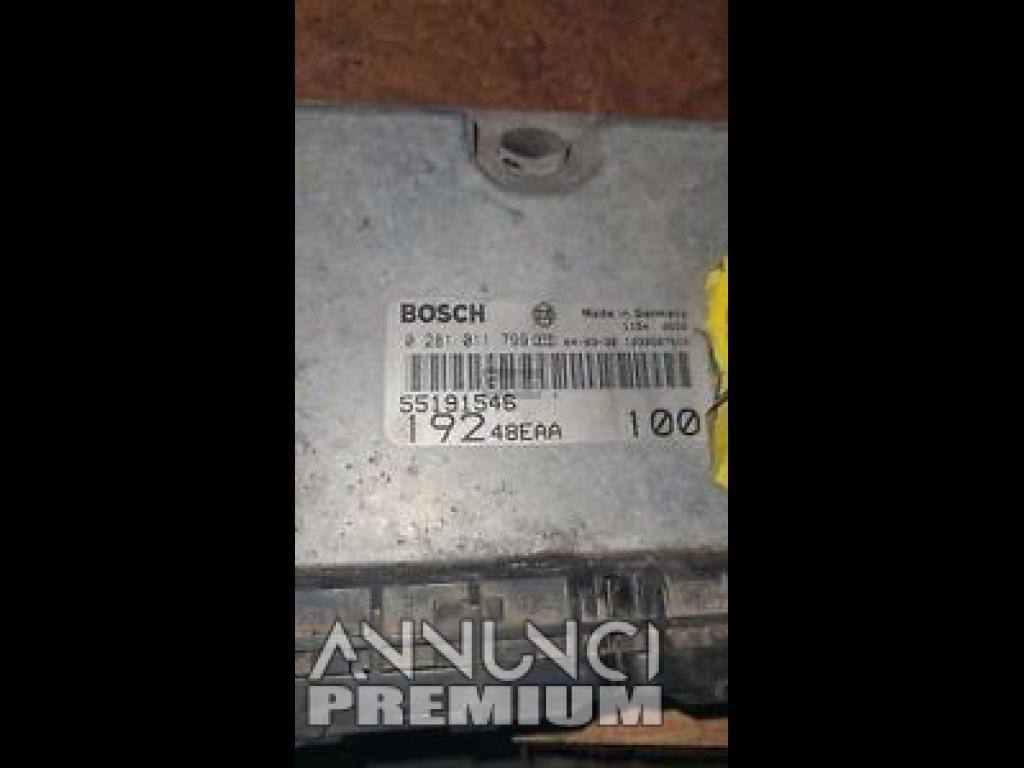 BOSCH Made in Germany
0 281 011 799
55191546
192 48EAA 100
ANNUNCI
PREMIUM